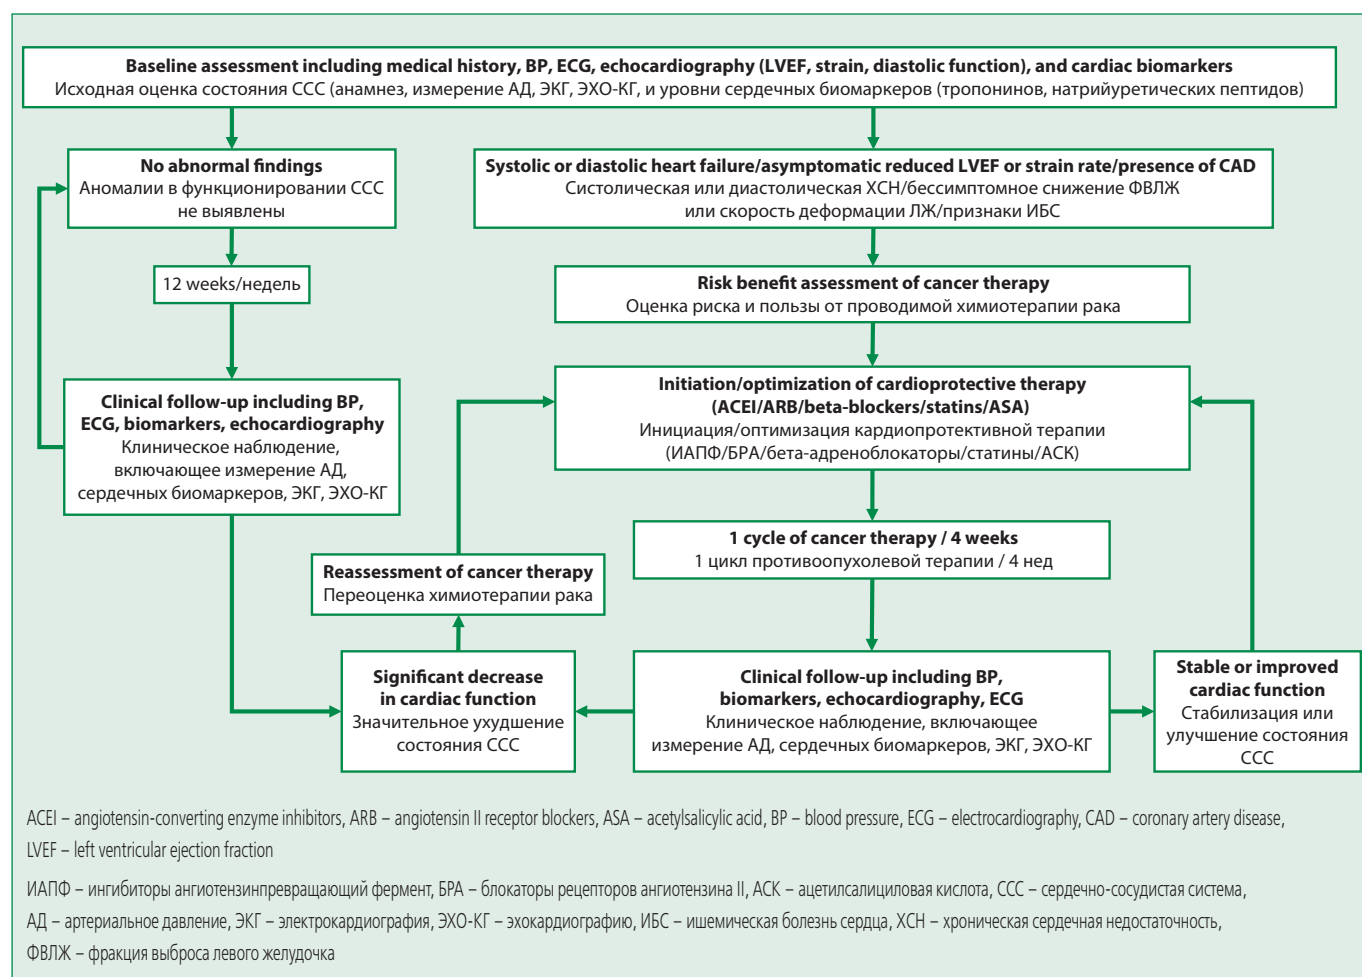 Baseline assessment including medical history, BP, ECG, echocardiography (LVEF, strain, diastolic function), and cardiac biomarkers
Исходная оценка состояния ССС (анамнез, измерение АД, ЭКГ, ЭХО-КГ, и уровни сердечных биомаркеров (тропонинов, натрийуретических пептидов)
No abnormal findings
Аномалии в функционировании ССС
не выявлены
Systolic or diastolic heart failure/asymptomatic reduced LVEF or strain rate/presence of CAD
Систолическая или диастолическая ХСН/бессимптомное снижение ФВЛЖ
или скорость деформации ЛЖ/признаки ИБС
12 weeks/недель
Risk benefit assessment of cancer therapy
Оценка риска и пользы от проводимой химиотерапии рака
Clinical follow-up including BP,
ECG, biomarkers, echocardiography
Клиническое наблюдение,
включающее измерение АД,
сердечных биомаркеров, ЭКГ, ЭХО-КГ
Initiation/optimization of cardioprotective therapy
(ACEI/ARB/beta-blockers/statins/ASA)
Инициация/оптимизация кардиопротективной терапии
(ИАПФ/БРА/бета-адреноблокаторы/статины/АСК)
1 cycle of cancer therapy / 4 weeks
1 цикл противоопухолевой терапии / 4 нед
Reassessment of cancer therapy
Переоценка химиотерапии рака
Significant decrease
in cardiac function
Значительное ухудшение
состояния ССС
Clinical follow-up including BP,
biomarkers, echocardiography, ECG
Клиническое наблюдение, включающее
измерение АД, сердечных биомаркеров, ЭКГ, ЭХО-КГ
Stable or improved
cardiac function
Стабилизация или
улучшение состояния
ССС
ACEI – angiotensin-converting enzyme inhibitors, ARB – angiotensin II receptor blockers, ASA – acetylsalicylic acid, BP – blood pressure, ECG – electrocardiography, CAD – coronary artery disease,
LVEF – left ventricular ejection fraction
ИАПФ – ингибиторы ангиотензинпревращающий фермент, БРА – блокаторы рецепторов ангиотензина II, АСК – ацетилсалициловая кислота, ССС – сердечно-сосудистая система,
АД – артериальное давление, ЭКГ – электрокардиография, ЭХО-КГ – эхокардиографию, ИБС – ишемическая болезнь сердца, ХСН – хроническая сердечная недостаточность,
ФВЛЖ – фракция выброса левого желудочка